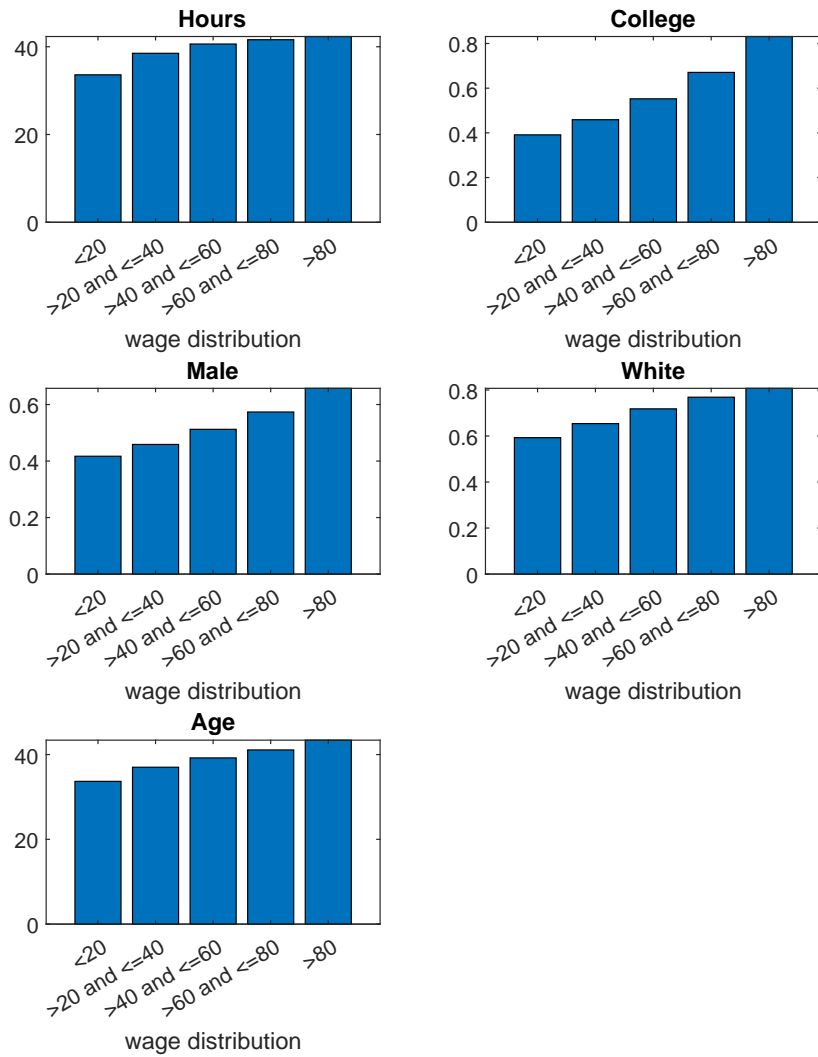 Hours
40
20
0
<20
>20 and <=40
>40 and <=60
>60 and <=80
>80
wage distribution
College
0.8
0.6
0.4
0.2
0
<20
>20 and <=40
>40 and <=60
>60 and <=80
>80
wage distribution
Male
0.6
0.4
0.2
0
<20
>20 and <=40
>40 and <=60
>60 and <=80
>80
wage distribution
White
0.8
0.6
0.4
0.2
0
<20
>20 and <=40
>40 and <=60
>60 and <=80
>80
wage distribution
Age
40
20
0
<20
>20 and <=40
>40 and <=60
>60 and <=80
>80
wage distribution